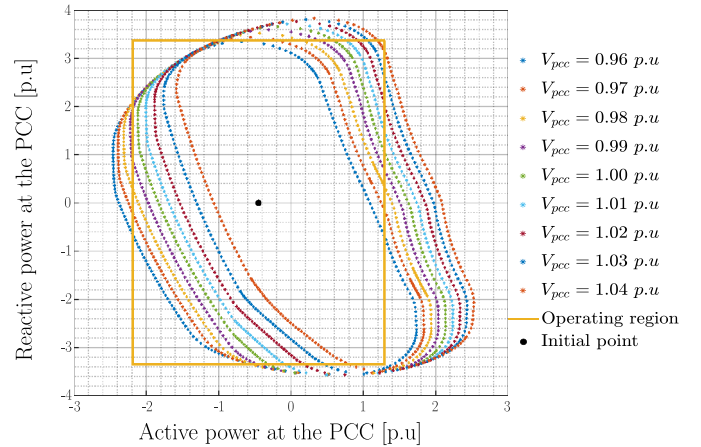 Reactive power at the PCC [p.u]
4
3
2
1
0
-1
-2
-3
-4
-3
-2
-1
0
1
2
3
Active power at the PCC [p.u]
V_pcc = 0.96 p.u
V_pcc = 0.97 p.u
V_pcc = 0.98 p.u
V_pcc = 0.99 p.u
V_pcc = 1.00 p.u
V_pcc = 1.01 p.u
V_pcc = 1.02 p.u
V_pcc = 1.03 p.u
V_pcc = 1.04 p.u
Operating region
Initial point